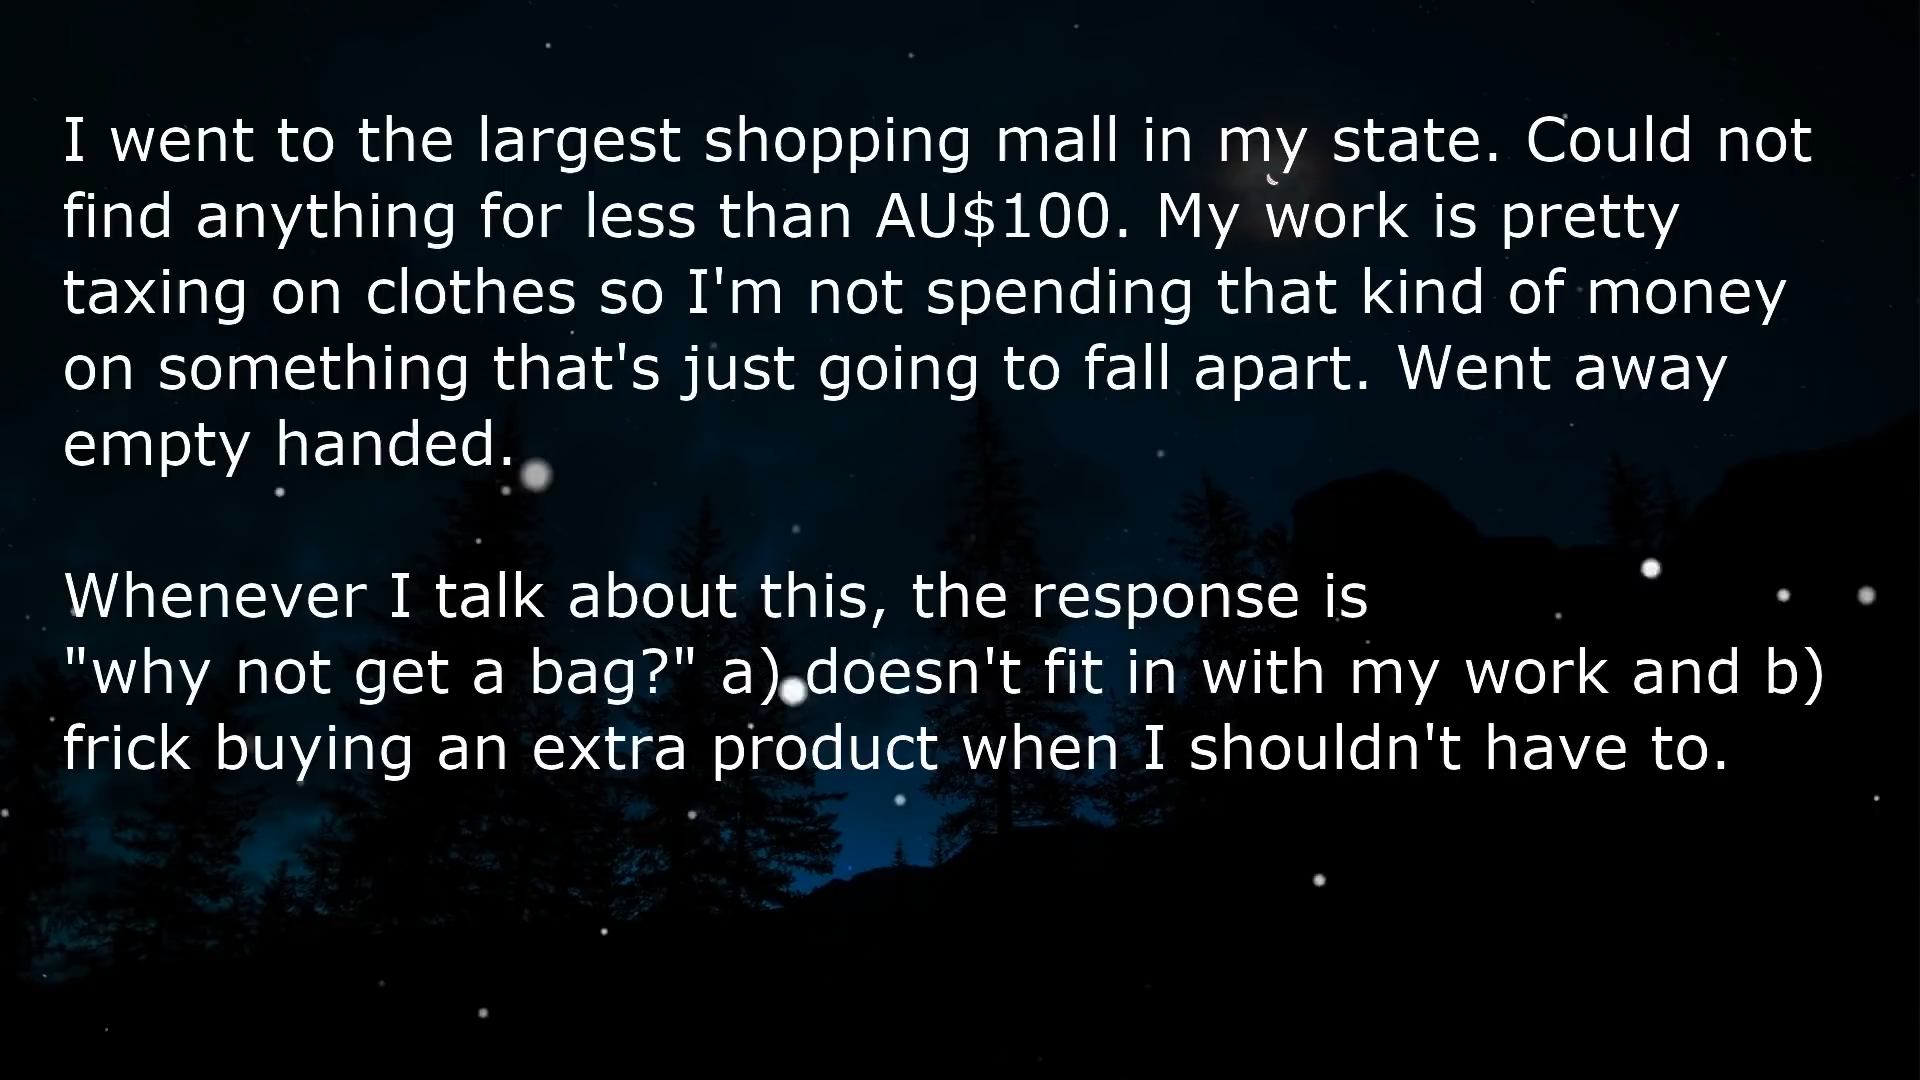 I went to the largest shopping mall in my state. Could not
find anything for less than AU$100. My work is pretty
taxing on clothes so I'm not spending that kind of money
on something that's just going to fall apart. Went away
empty handed.
Whenever I talk about this, the response is
"why not get a bag?" a) doesn't fit in with my work and b)
frick buying an extra product when I shouldn't have to.